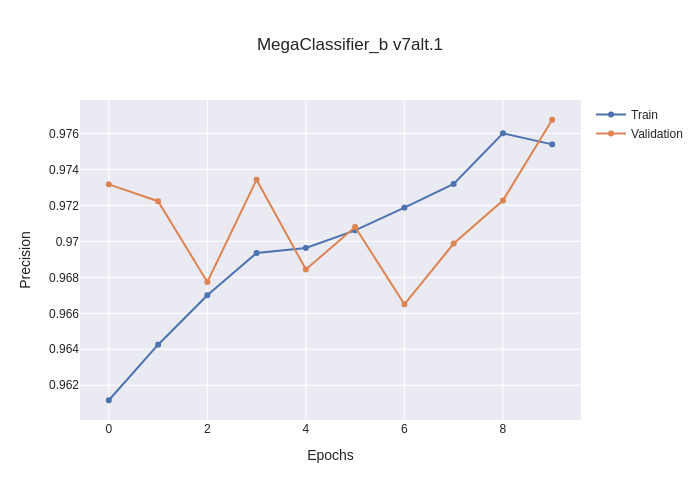 MegaClassifier_b v7alt.1
Train
Validation
0.976
0.974
0.972
0.97
0.968
0.966
0.964
0.962
Precision
0 2 4 6 8
Epochs